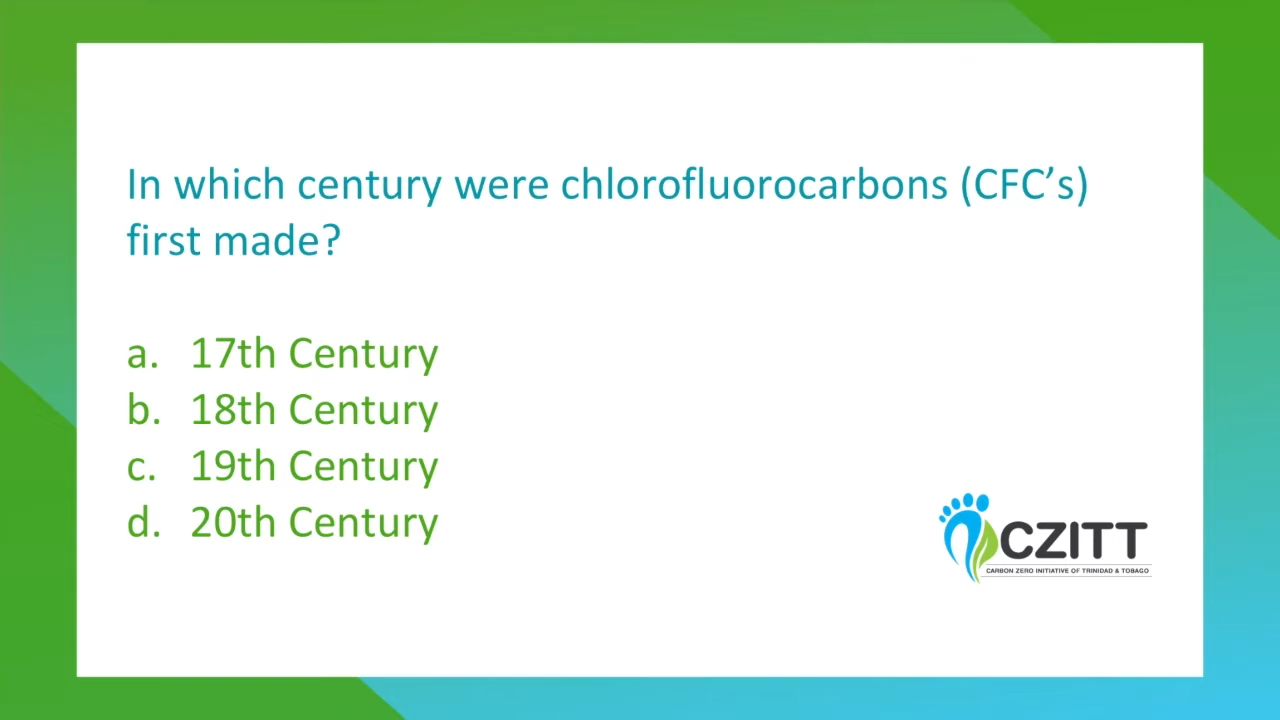 In which century were chlorofluorocarbons (CFC’s)
first made?
a. 17th Century
b. 18th Century
c. 19th Century
d. 20th Century
CZITT
CARBON ZERO INITIATIVE OF TRINIDAD & TOBAGO